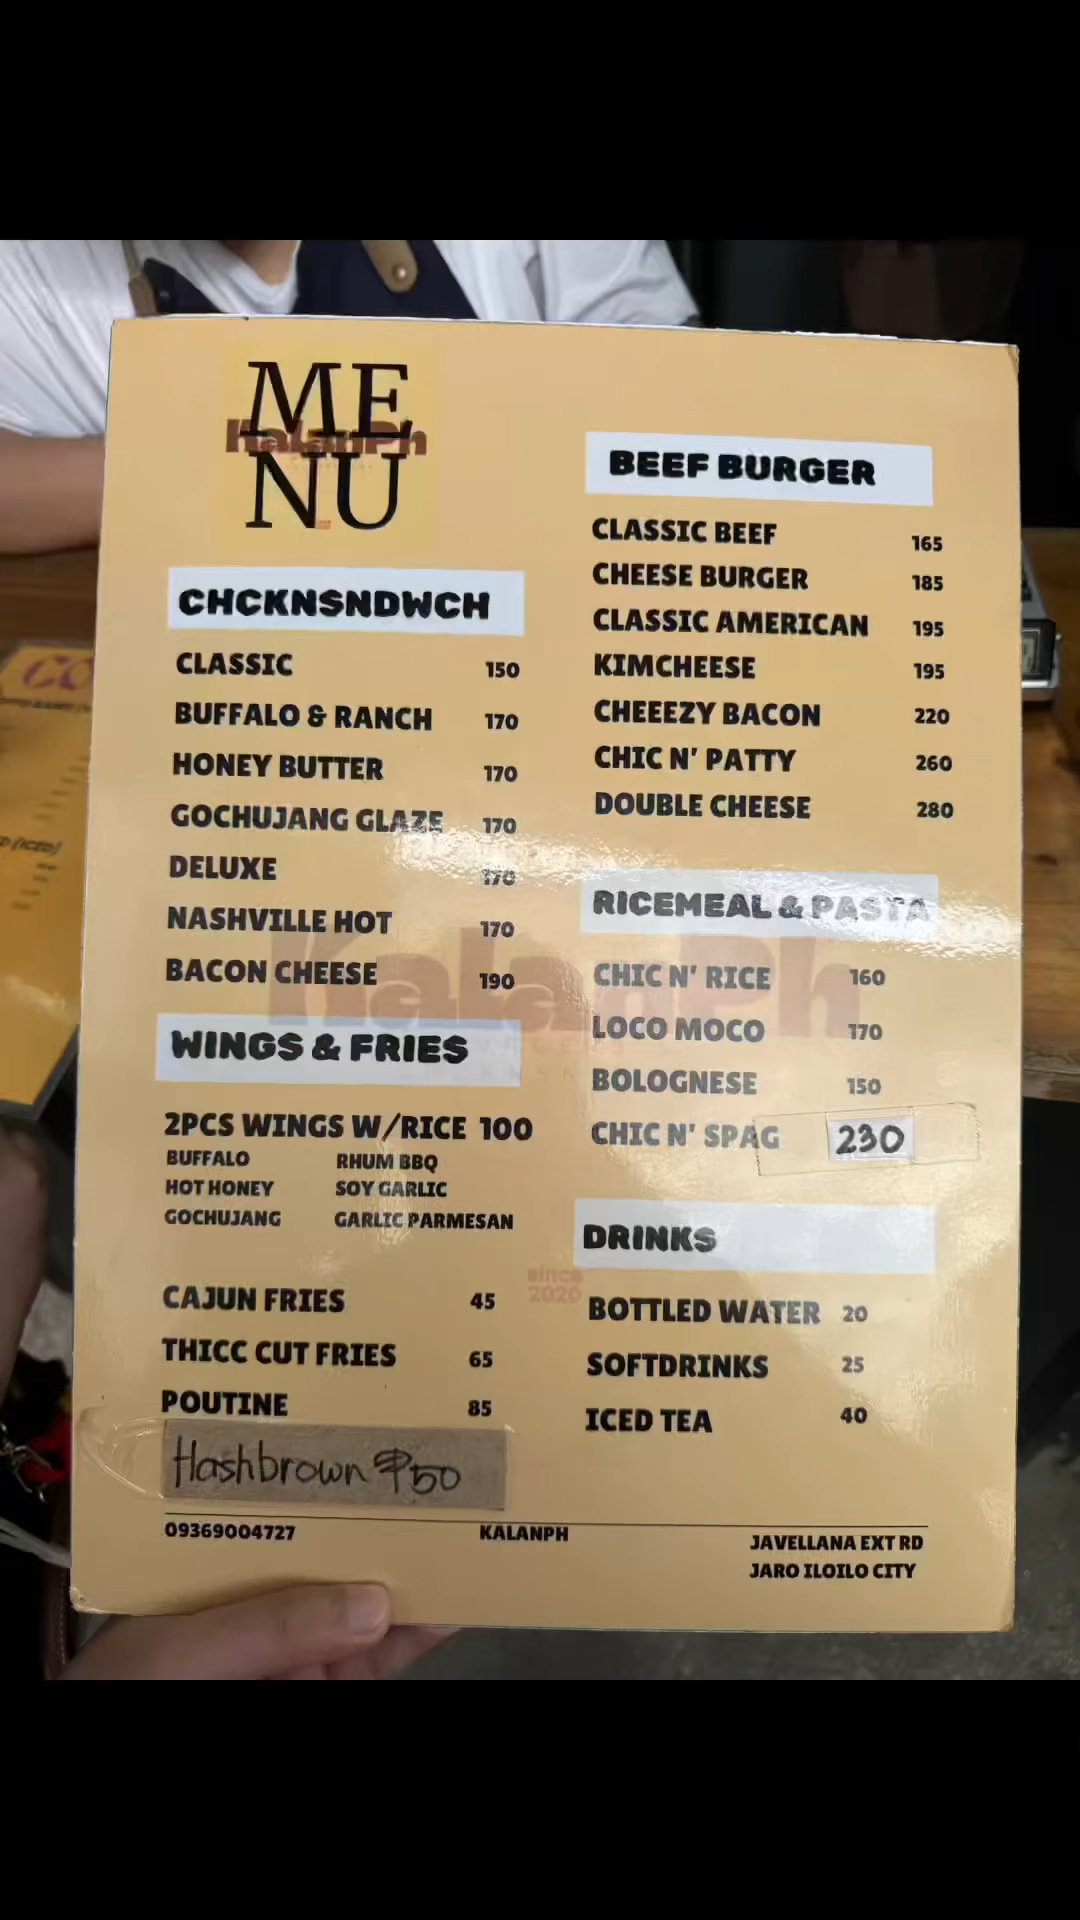 ME
NU
KalanPh
CHCKNSNDWCH
CLASSIC 150
BUFFALO & RANCH 170
HONEY BUTTER 170
GOCHUJANG GLAZE 170
DELUXE 170
NASHVILLE HOT 170
BACON CHEESE 190
WINGS & FRIES
2PCS WINGS W/RICE 100
BUFFALO RHUM BBQ
HOT HONEY SOY GARLIC
GOCHUJANG GARLIC PARMESAN
CAJUN FRIES 45
THICC CUT FRIES 65
POUTINE 85
Hashbrown ₱50
BEEF BURGER
CLASSIC BEEF 165
CHEESE BURGER 185
CLASSIC AMERICAN 195
KIMCHEESE 195
CHEEEZY BACON 220
CHIC N' PATTY 260
DOUBLE CHEESE 280
RICEMEAL & PASTA
CHIC N' RICE 160
LOCO MOCO 170
BOLOGNESE 150
CHIC N' SPAG 230
DRINKS
BOTTLED WATER 20
SOFTDRINKS 25
ICED TEA 40
KalanPh
since
2020
09369004727 KALANPH JAVELLANA EXT RD
JARO ILOILO CITY
(ICED)